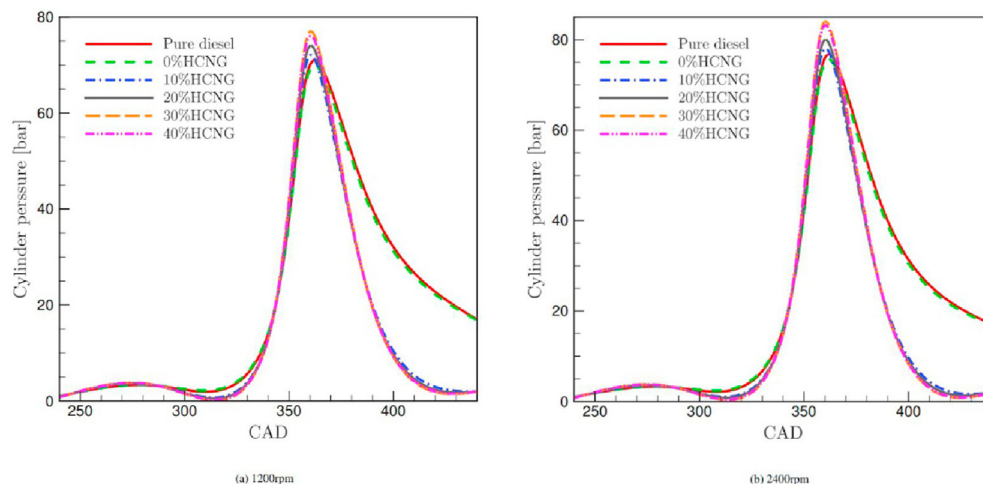 80
60
40
20
0
Cylinder perssure [bar]
Pure diesel
0%HCNG
10%HCNG
20%HCNG
30%HCNG
40%HCNG
250 300 350 400
CAD
(a) 1200rpm
80
60
40
20
0
Cylinder perssure [bar]
Pure diesel
0%HCNG
10%HCNG
20%HCNG
30%HCNG
40%HCNG
250 300 350 400
CAD
(b) 2400rpm